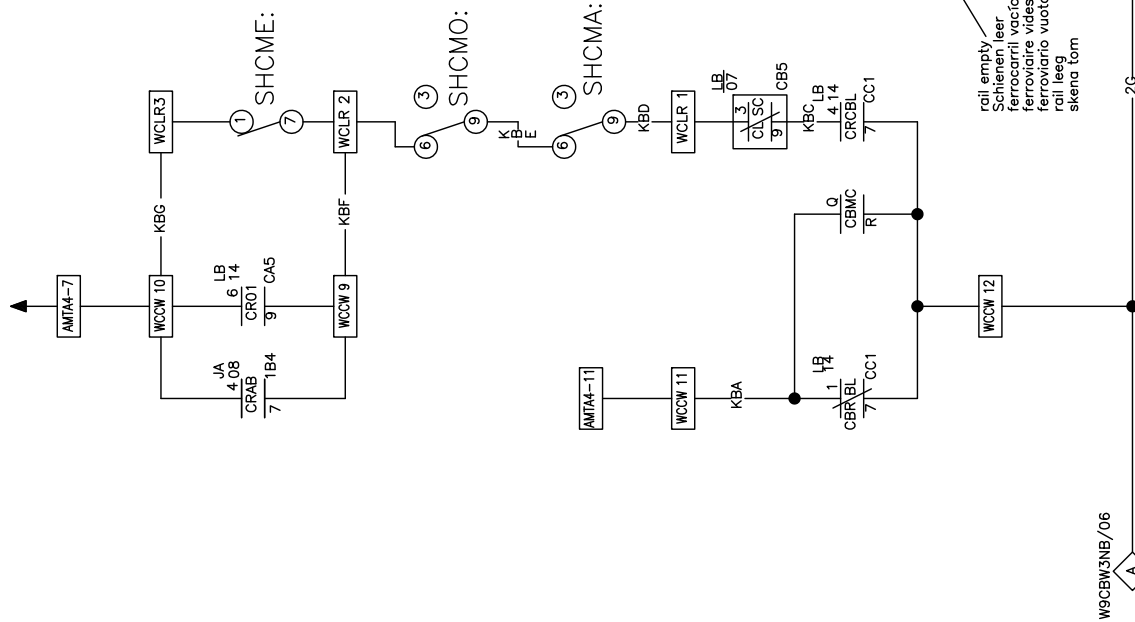 SHCME:
AMTA4-7
WCCW 10
KBG
WCLR3
1
7
JA
4 08
CRAB
7
1B4
LB
6 14
CR01
9
CA5
WCCW 9
KBF
WCLR 2
SHCMO:
3
6
9
K
B
E
SHCMA:
3
6
9
KBD
WCLR 1
AMTA4-11
WCCW 11
KBA
LB
07
3
CL SC
9
CB5
KBC
LB
4 14
CRCBL
7
CC1
Q
CBMC
R
LB
14
1
CBR BL
7
CC1
WCCW 12
rail empty
Schienen leer
ferrocarril vacío
ferroviaire vides
ferroviario vuoto
rail leeg
skena tom
2G
W9CBW3NB/06
A